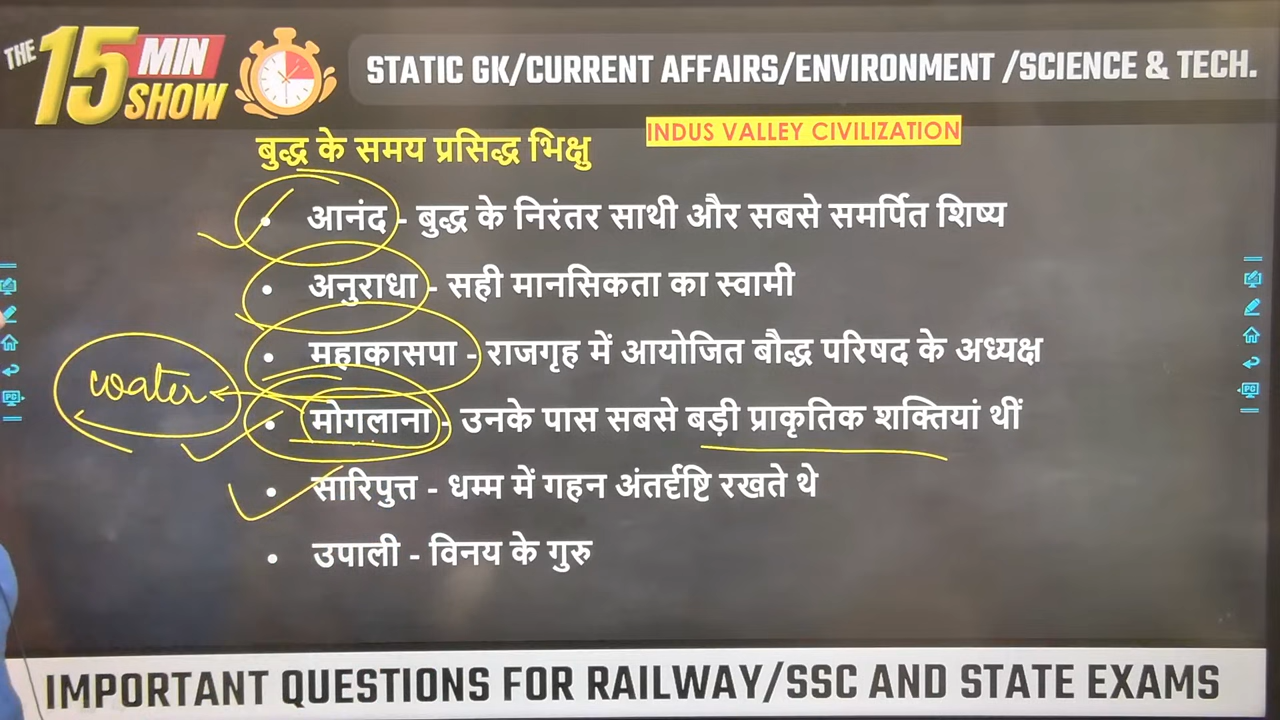 THE 15 MIN SHOW
STATIC GK/CURRENT AFFAIRS/ENVIRONMENT /SCIENCE & TECH.
INDUS VALLEY CIVILIZATION
बुद्ध के समय प्रसिद्ध भिक्षु
• आनंद - बुद्ध के निरंतर साथी और सबसे समर्पित शिष्य
• अनुराधा - सही मानसिकता का स्वामी
• महाकासपा - राजगृह में आयोजित बौद्ध परिषद के अध्यक्ष
water
• मोगलाना - उनके पास सबसे बड़ी प्राकृतिक शक्तियां थीं
• सारिपुत्त - धम्म में गहन अंतर्दृष्टि रखते थे
• उपाली - विनय के गुरु
IMPORTANT QUESTIONS FOR RAILWAY/SSC AND STATE EXAMS